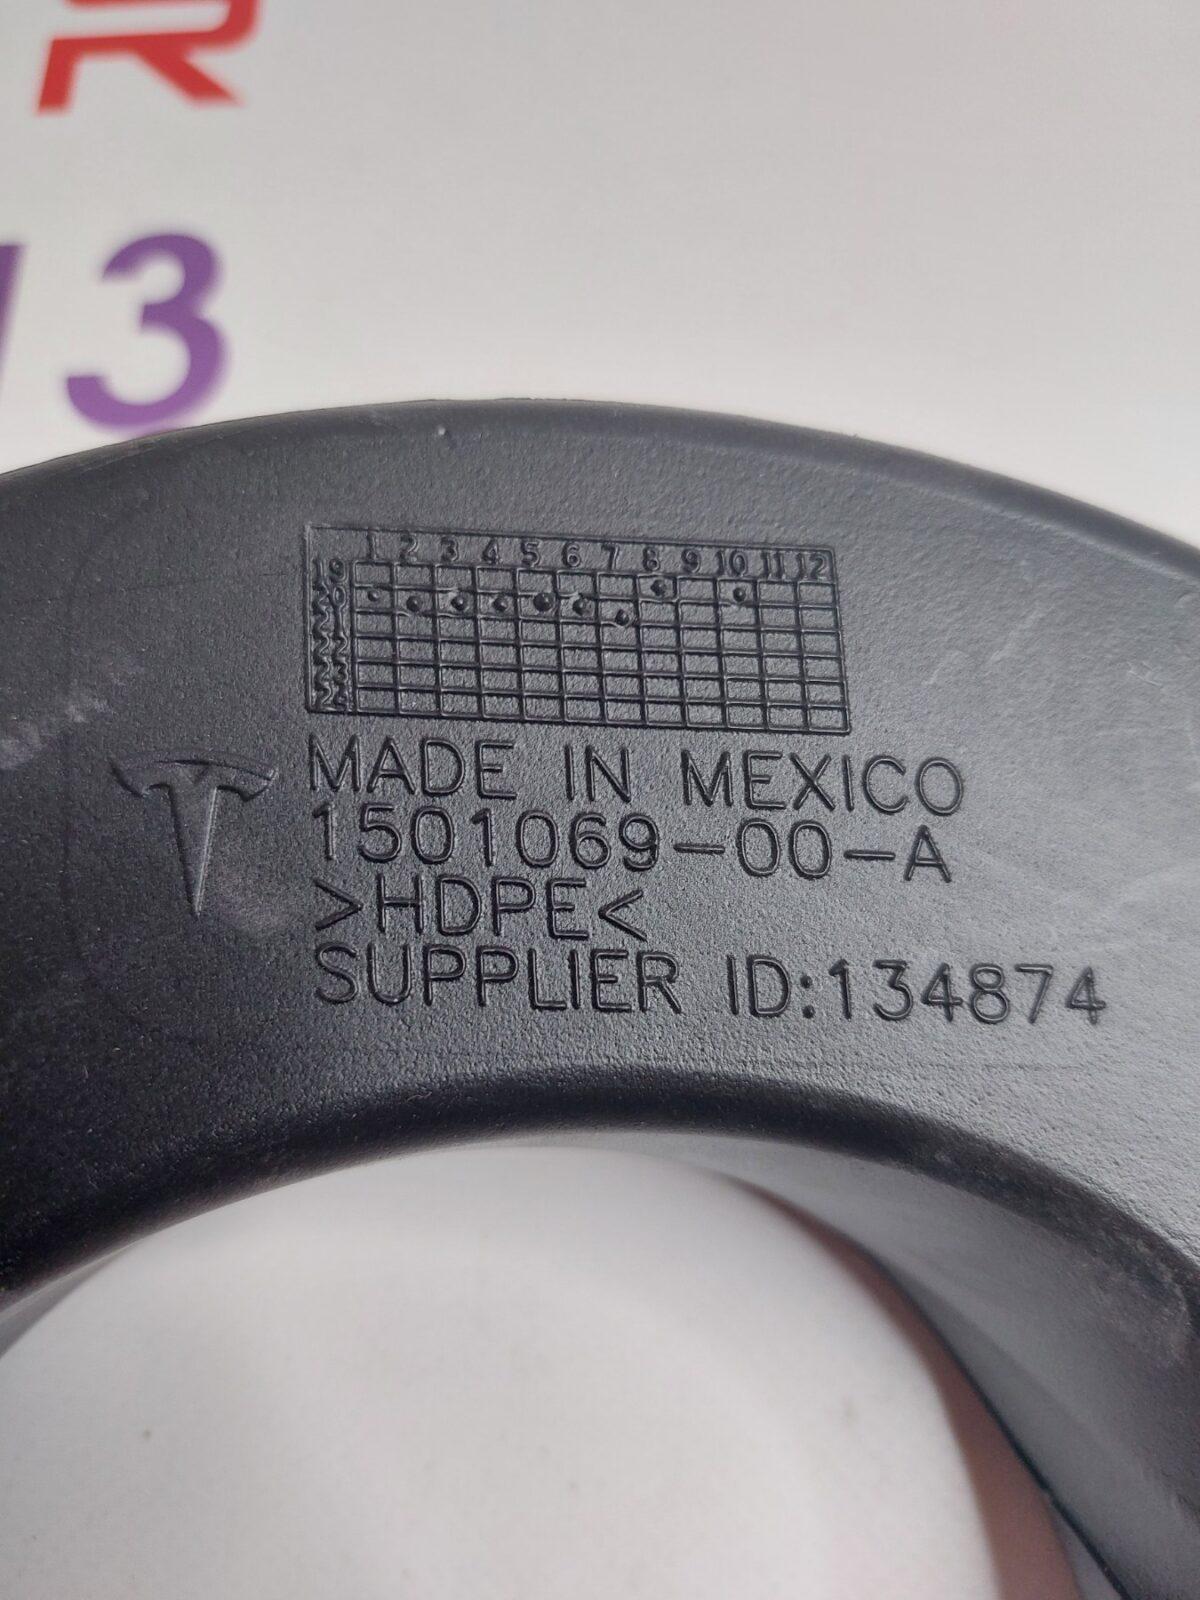 R
3
1 2 3 4 5 6 7 8 9 10 11 12
MADE IN MEXICO
1501069-00-A
>HDPE<
SUPPLIER ID:134874